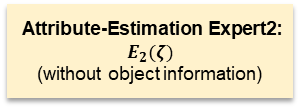 Attribute-Estimation Expert2:
𝑬𝟐(𝜻)
(without object information)